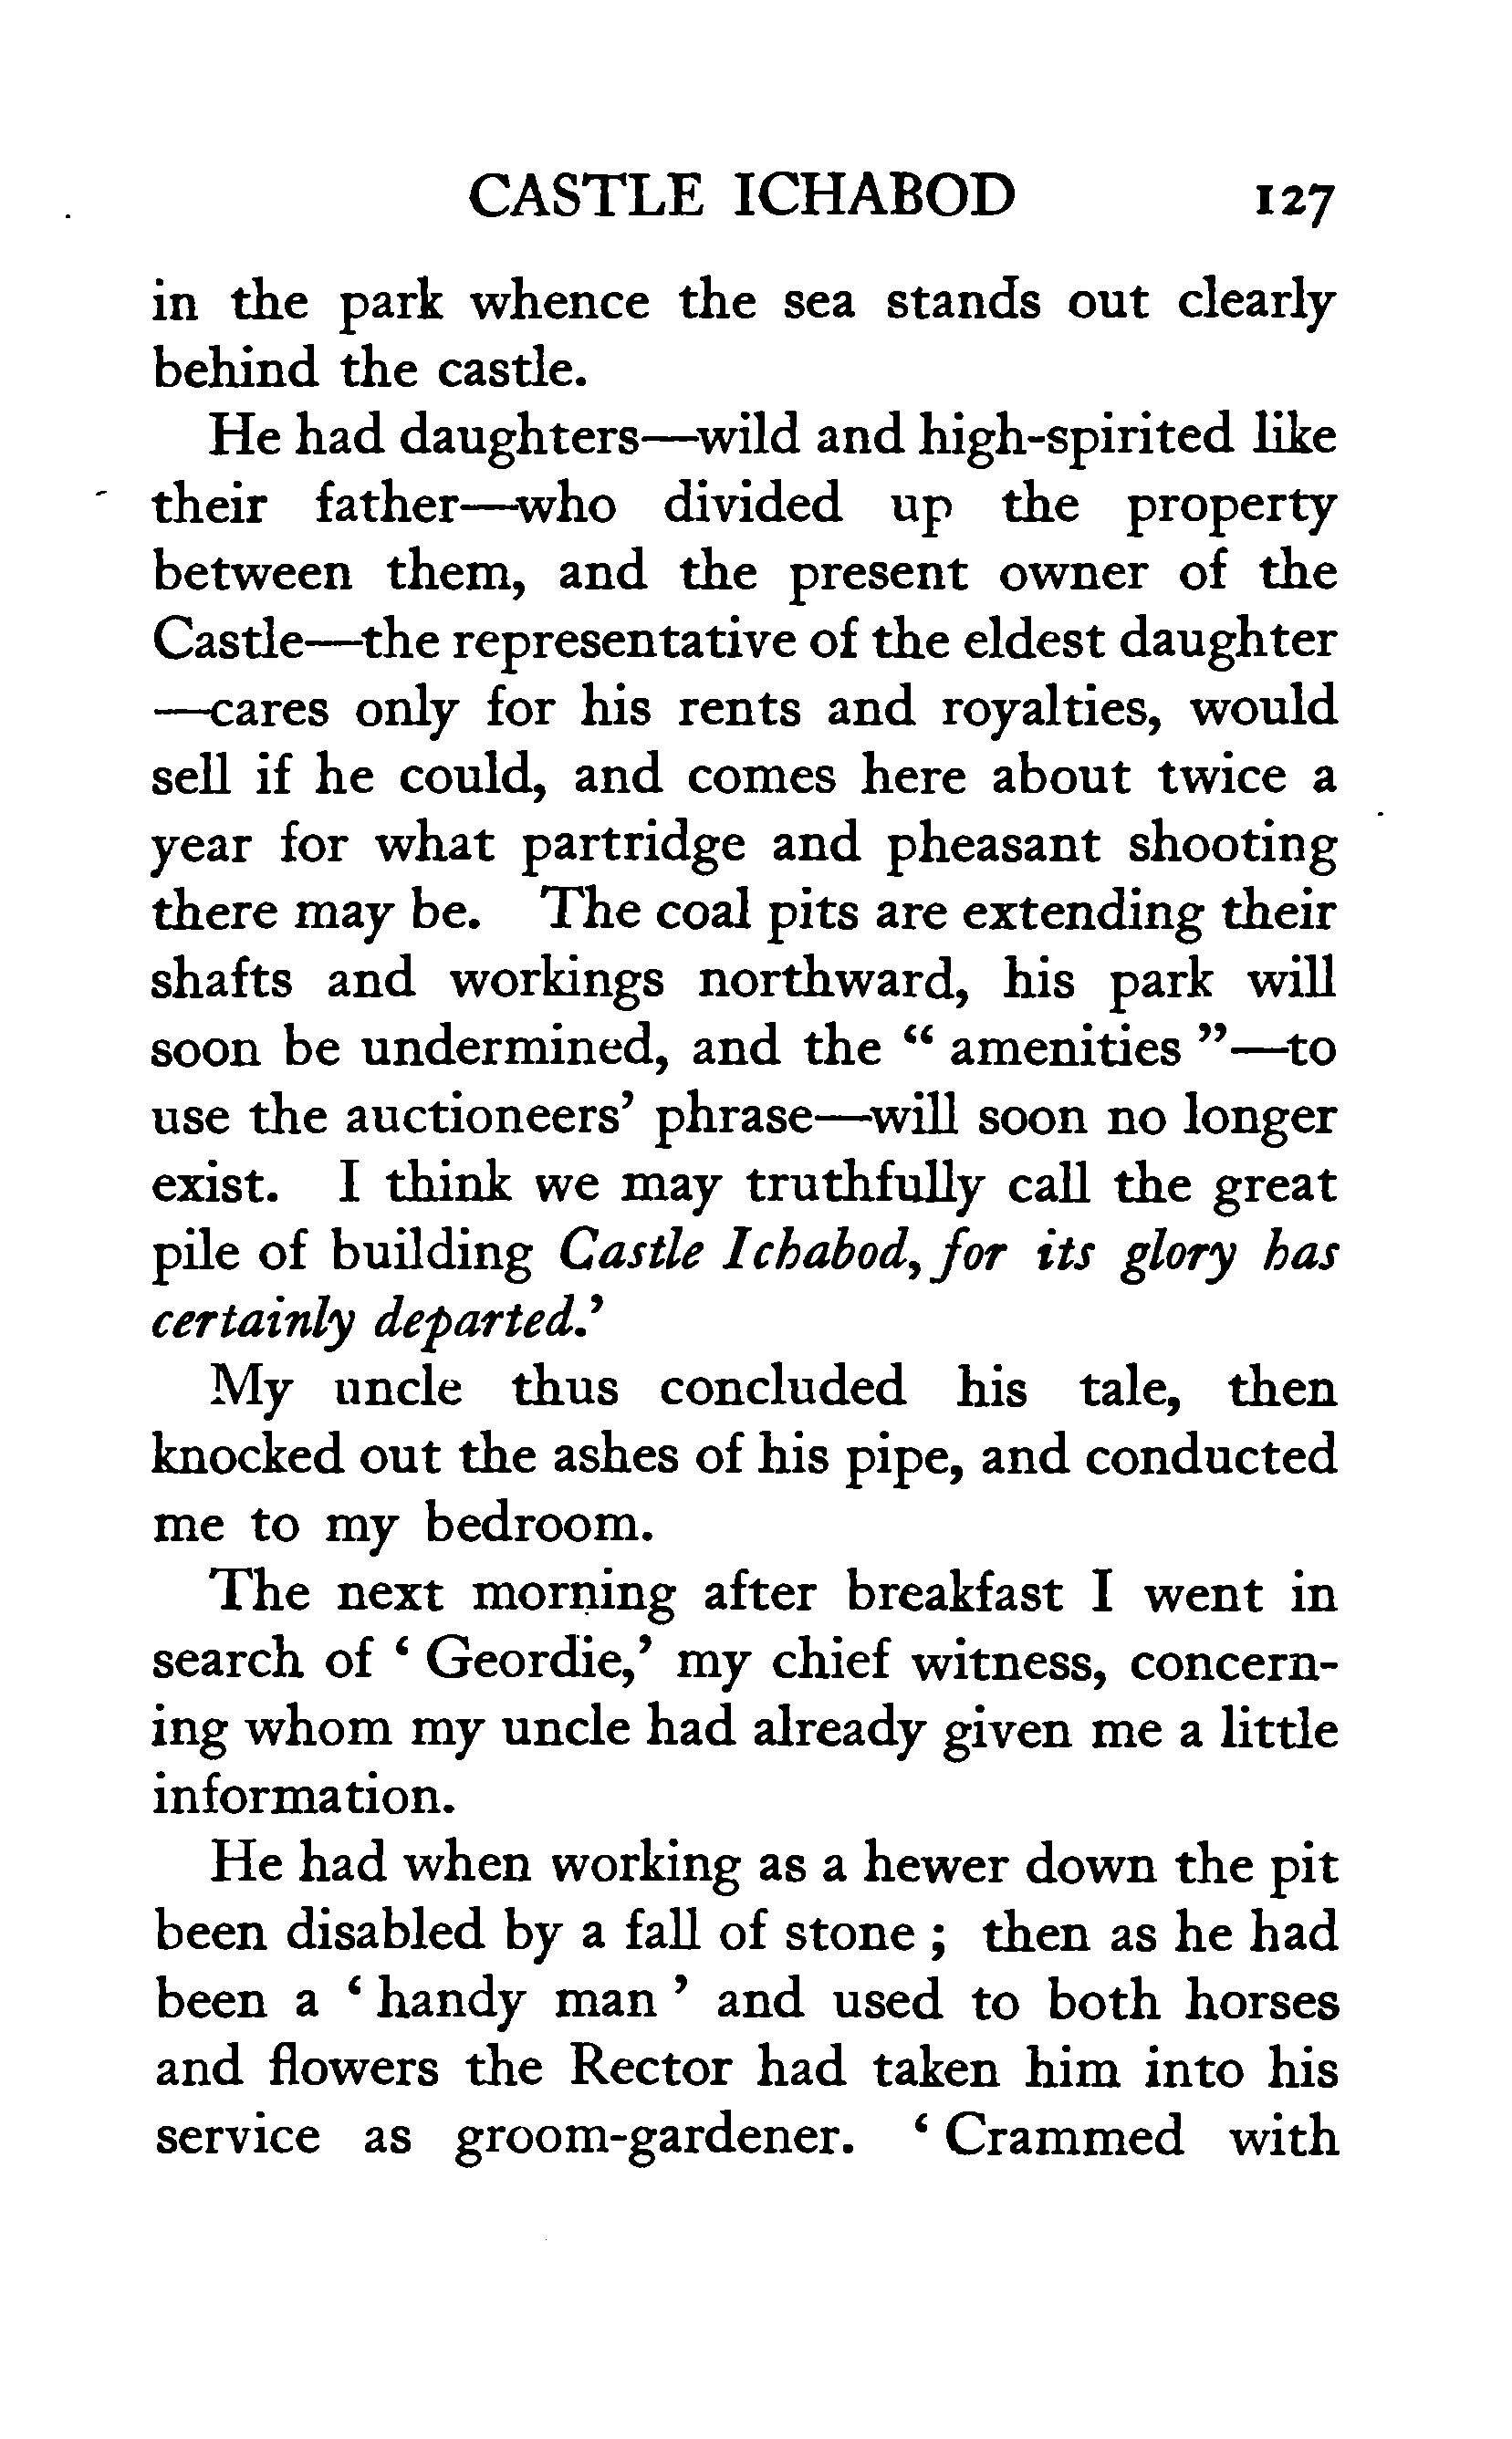 CASTLE ICHABOD 127
in the park whence the sea stands out clearly
behind the castle.
He had daughters—wild and high-spirited like
their father—who divided up the property
between them, and the present owner of the
Castle—the representative of the eldest daughter
—cares only for his rents and royalties, would
sell if he could, and comes here about twice a
year for what partridge and pheasant shooting
there may be. The coal pits are extending their
shafts and workings northward, his park will
soon be undermined, and the “ amenities ”—to
use the auctioneers’ phrase—will soon no longer
exist. I think we may truthfully call the great
pile of building Castle Ichabod, for its glory has
certainly departed.’
My uncle thus concluded his tale, then
knocked out the ashes of his pipe, and conducted
me to my bedroom.
The next morning after breakfast I went in
search of ‘ Geordie,’ my chief witness, concern-
ing whom my uncle had already given me a little
information.
He had when working as a hewer down the pit
been disabled by a fall of stone ; then as he had
been a ‘ handy man ’ and used to both horses
and flowers the Rector had taken him into his
service as groom-gardener. ‘ Crammed with